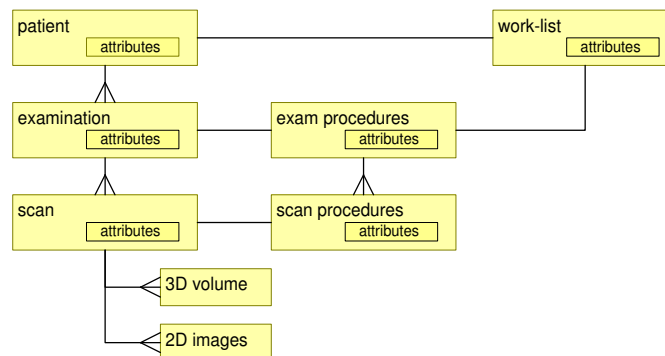 patient
attributes
work-list
attributes
examination
attributes
exam procedures
attributes
scan
attributes
scan procedures
attributes
3D volume
2D images